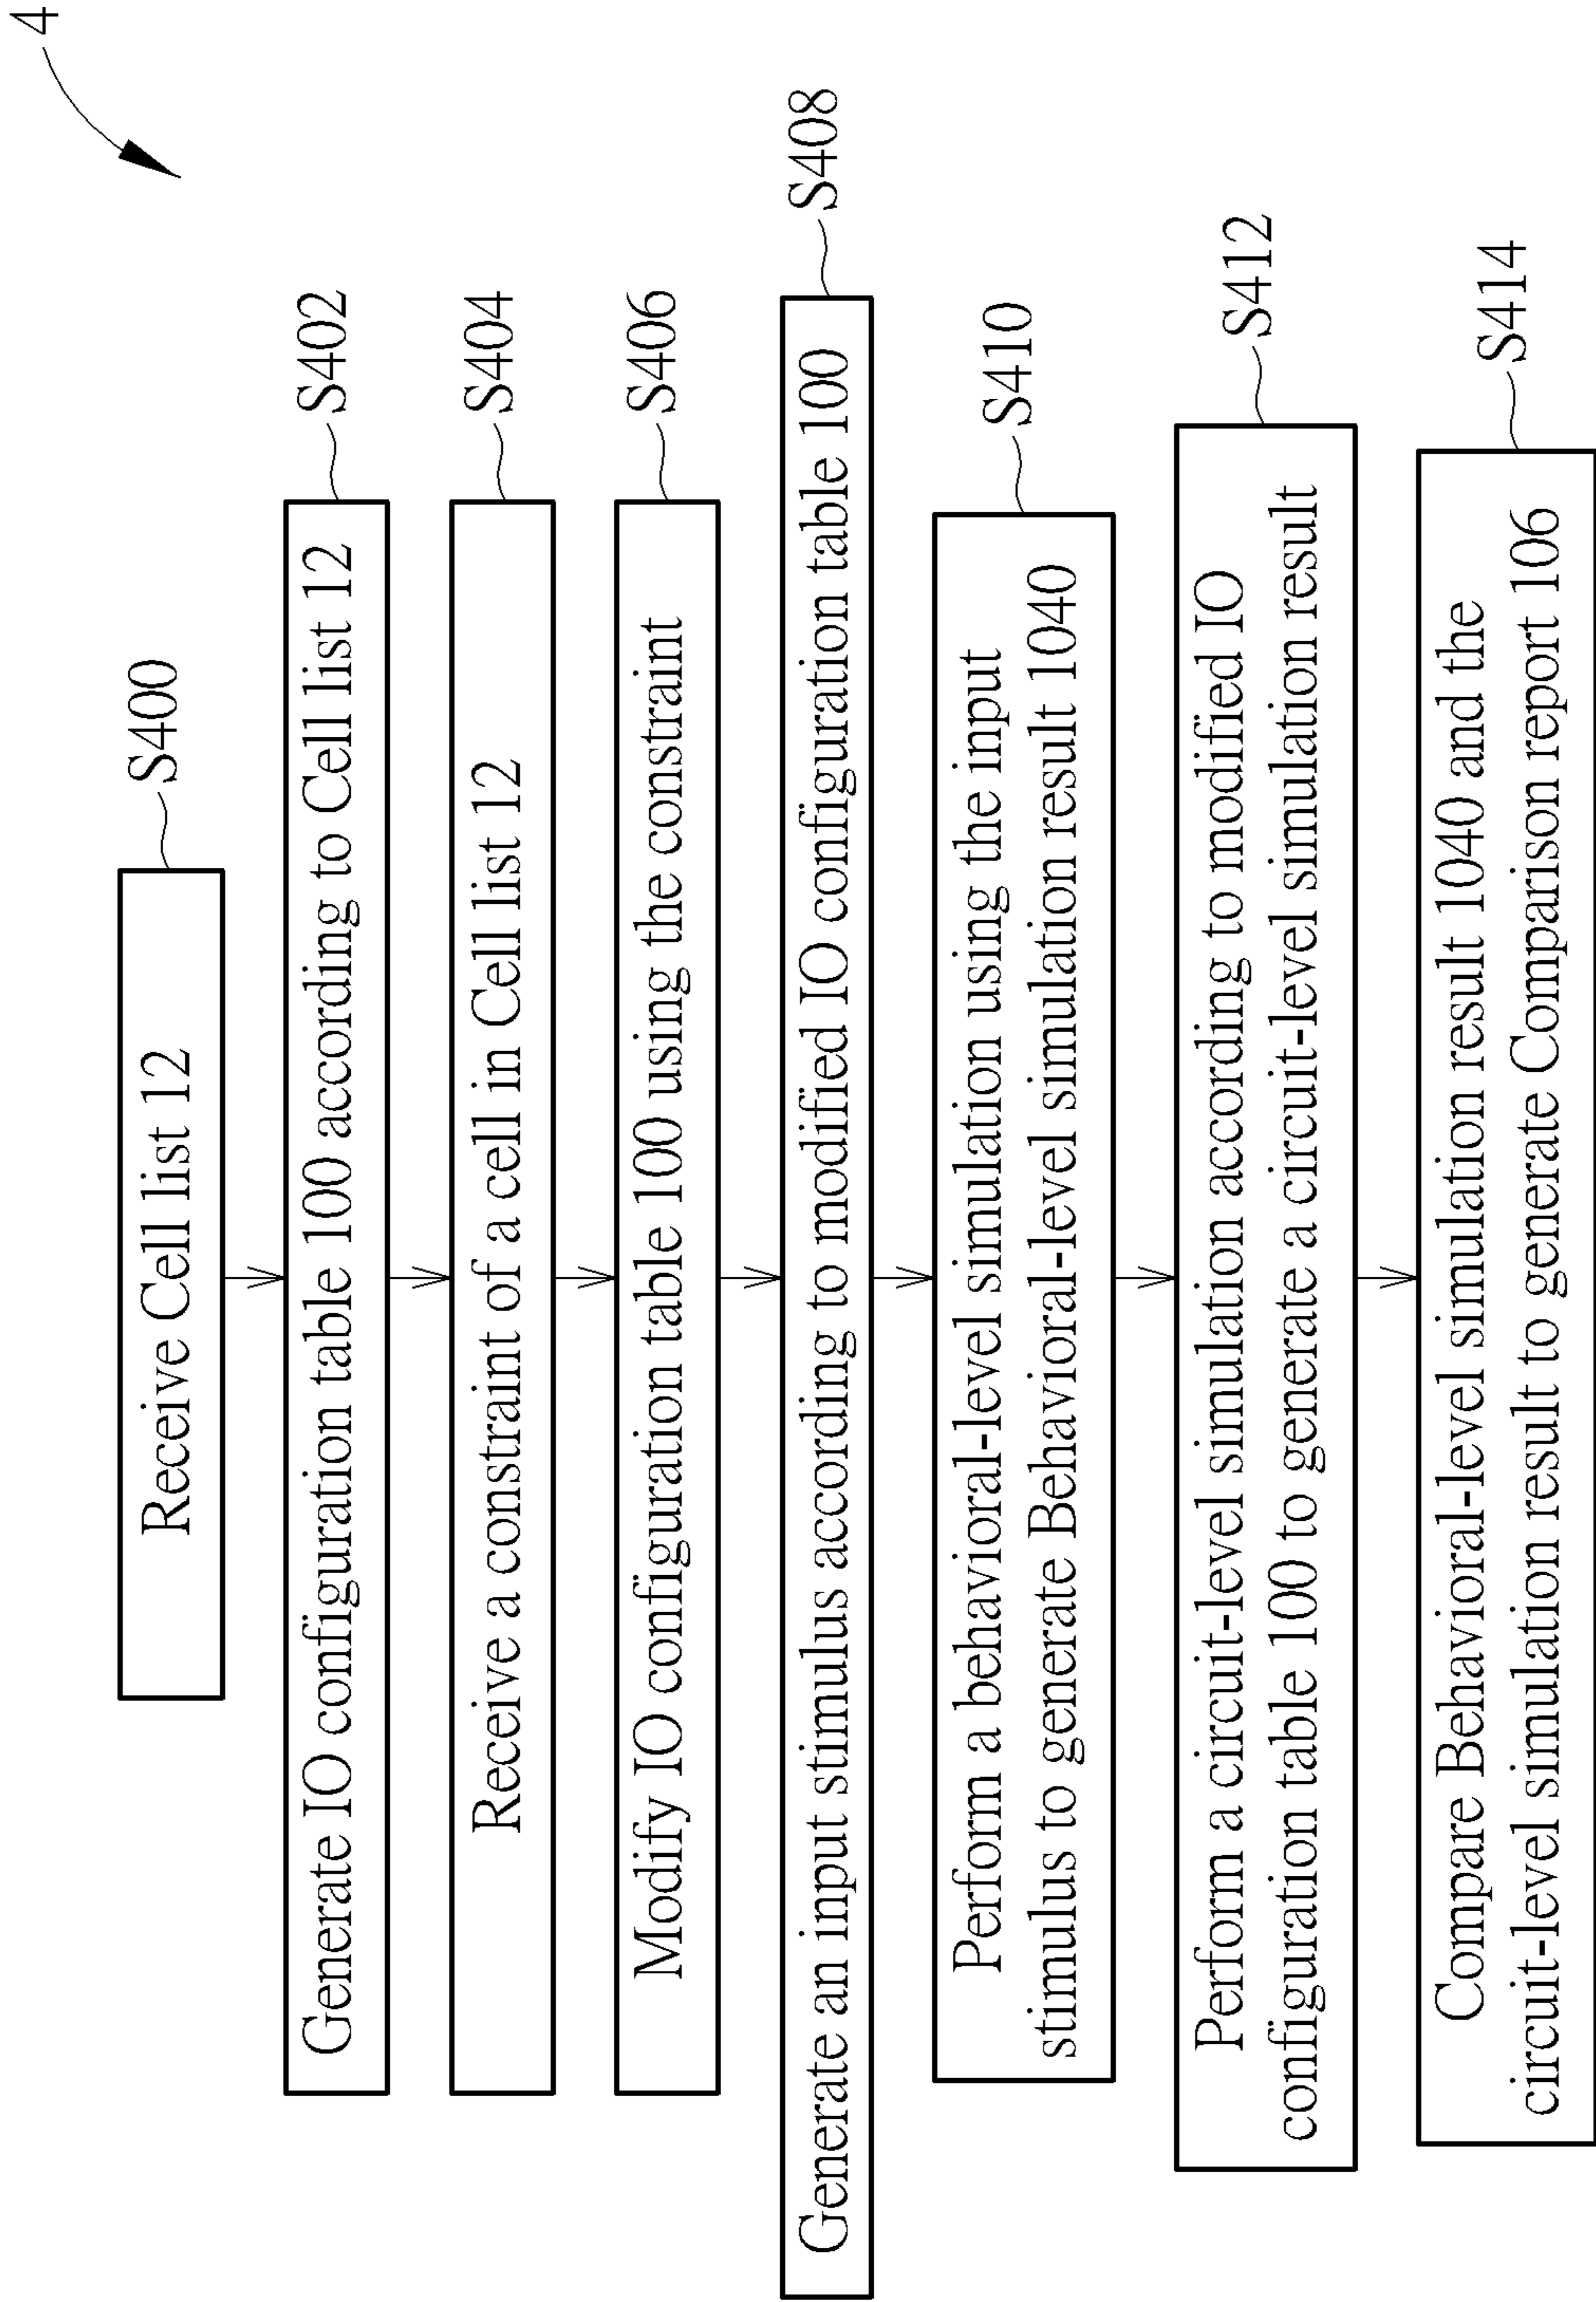 4
Receive Cell list 12
S400
Generate IO configuration table 100 according to Cell list 12
S402
Receive a constraint of a cell in Cell list 12
S404
Modify IO configuration table 100 using the constraint
S406
Generate an input stimulus according to modified IO configuration table 100
S408
Perform a behavioral-level simulation using the input
stimulus to generate Behavioral-level simulation result 1040
S410
Perform a circuit-level simulation according to modified IO
configuration table 100 to generate a circuit-level simulation result
S412
Compare Behavioral-level simulation result 1040 and the
circuit-level simulation result to generate Comparison report 106
S414